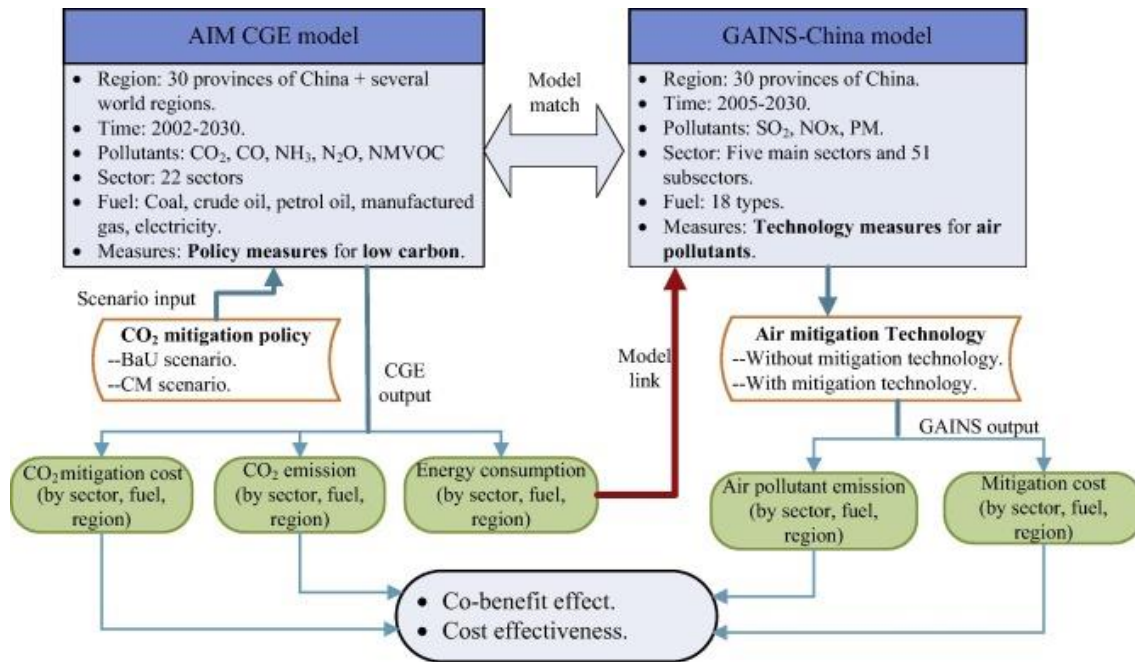 AIM CGE model
• Region: 30 provinces of China + several
world regions.
• Time: 2002-2030.
• Pollutants: CO₂, CO, NH₃, N₂O, NMVOC
• Sector: 22 sectors
• Fuel: Coal, crude oil, petrol oil, manufactured
gas, electricity.
• Measures: Policy measures for low carbon.
Model
match
GAINS-China model
• Region: 30 provinces of China.
• Time: 2005-2030.
• Pollutants: SO₂, NOx, PM.
• Sector: Five main sectors and 51
subsectors.
• Fuel: 18 types.
• Measures: Technology measures for air
pollutants.
Scenario input
CO₂ mitigation policy
--BaU scenario.
--CM scenario.
CGE
output
Model
link
Air mitigation Technology
--Without mitigation technology.
--With mitigation technology.
GAINS output
CO₂ mitigation cost
(by sector, fuel,
region)
CO₂ emission
(by sector, fuel,
region)
Energy consumption
(by sector, fuel,
region)
Air pollutant emission
(by sector, fuel,
region)
Mitigation cost
(by sector, fuel,
region)
• Co-benefit effect.
• Cost effectiveness.